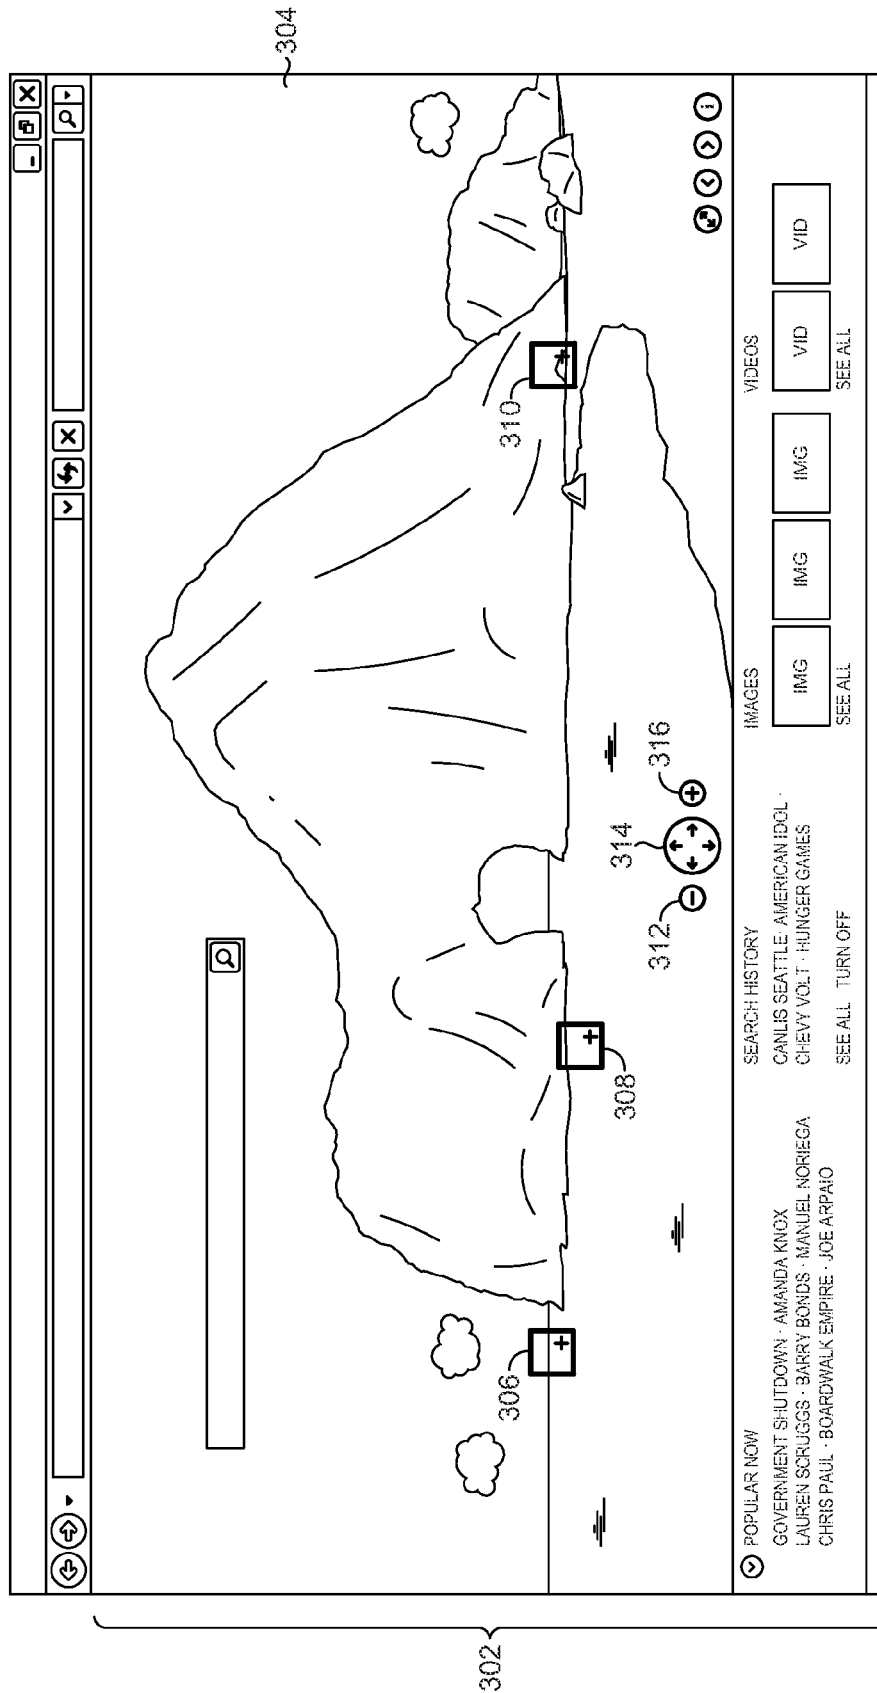 302
304
306
308
310
312
314
316
POPULAR NOW
GOVERNMENT SHUTDOWN · AMANDA KNOX
LAUREN SCRUGGS · BARRY BONDS · MANUEL NORIEGA
CHRIS PAUL · BOARDWALK EMPIRE · JOE ARPAIO
SEARCH HISTORY
CANLIS SEATTLE· AMERICAN IDOL ·
CHEVY VOLT · HUNGER GAMES
SEE ALL TURN OFF
IMAGES
IMG
IMG
IMG
SEE ALL
VIDEOS
VID
VID
SEE ALL